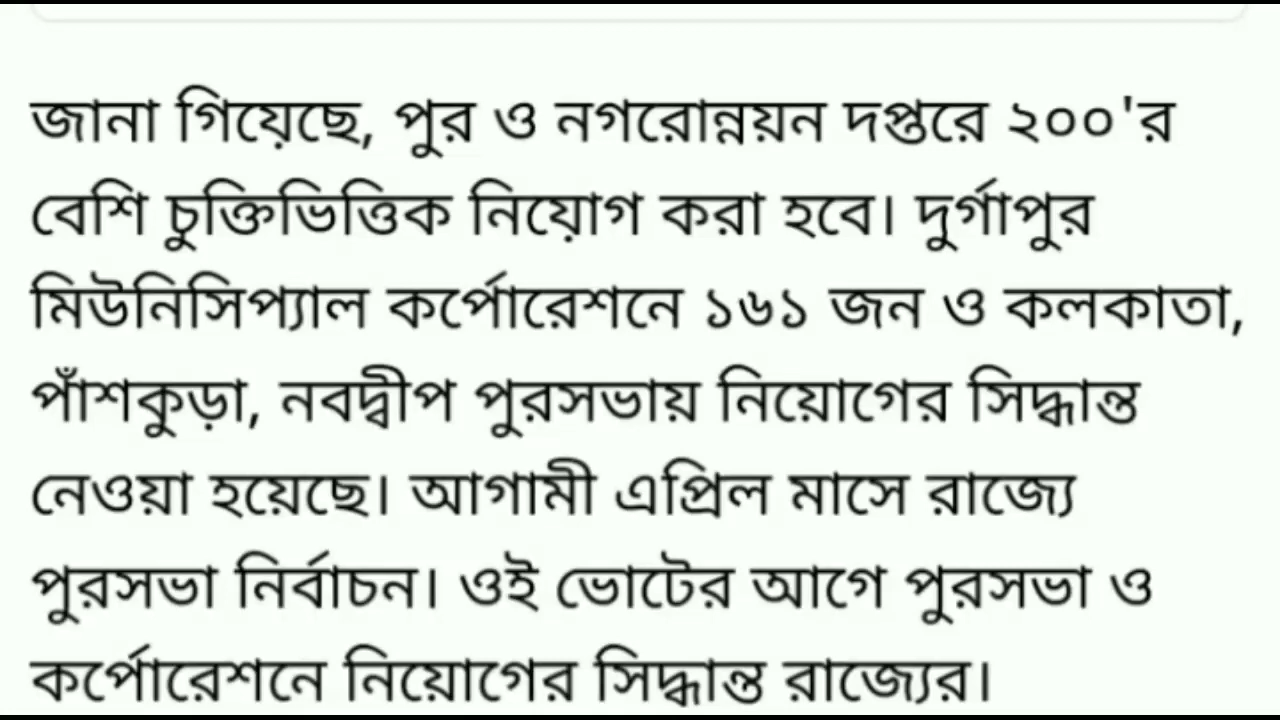 জানা গিয়েছে, পুর ও নগরোন্নয়ন দপ্তরে ২০০'র
বেশি চুক্তিভিত্তিক নিয়োগ করা হবে। দুর্গাপুর
মিউনিসিপ্যাল কর্পোরেশনে ১৬১ জন ও কলকাতা,
পাঁশকুড়া, নবদ্বীপ পুরসভায় নিয়োগের সিদ্ধান্ত
নেওয়া হয়েছে। আগামী এপ্রিল মাসে রাজ্যে
পুরসভা নির্বাচন। ওই ভোটের আগে পুরসভা ও
কর্পোরেশনে নিয়োগের সিদ্ধান্ত রাজ্যের।